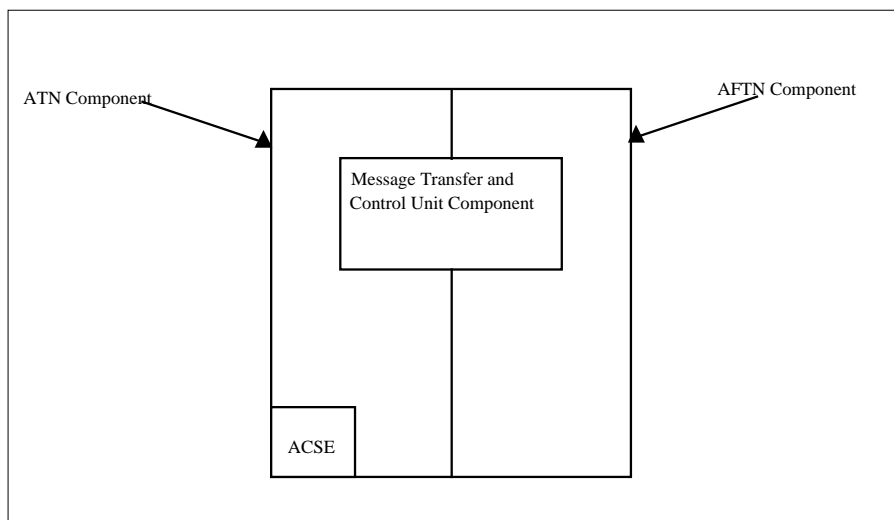 ATN Component
AFTN Component
Message Transfer and
Control Unit Component
ACSE